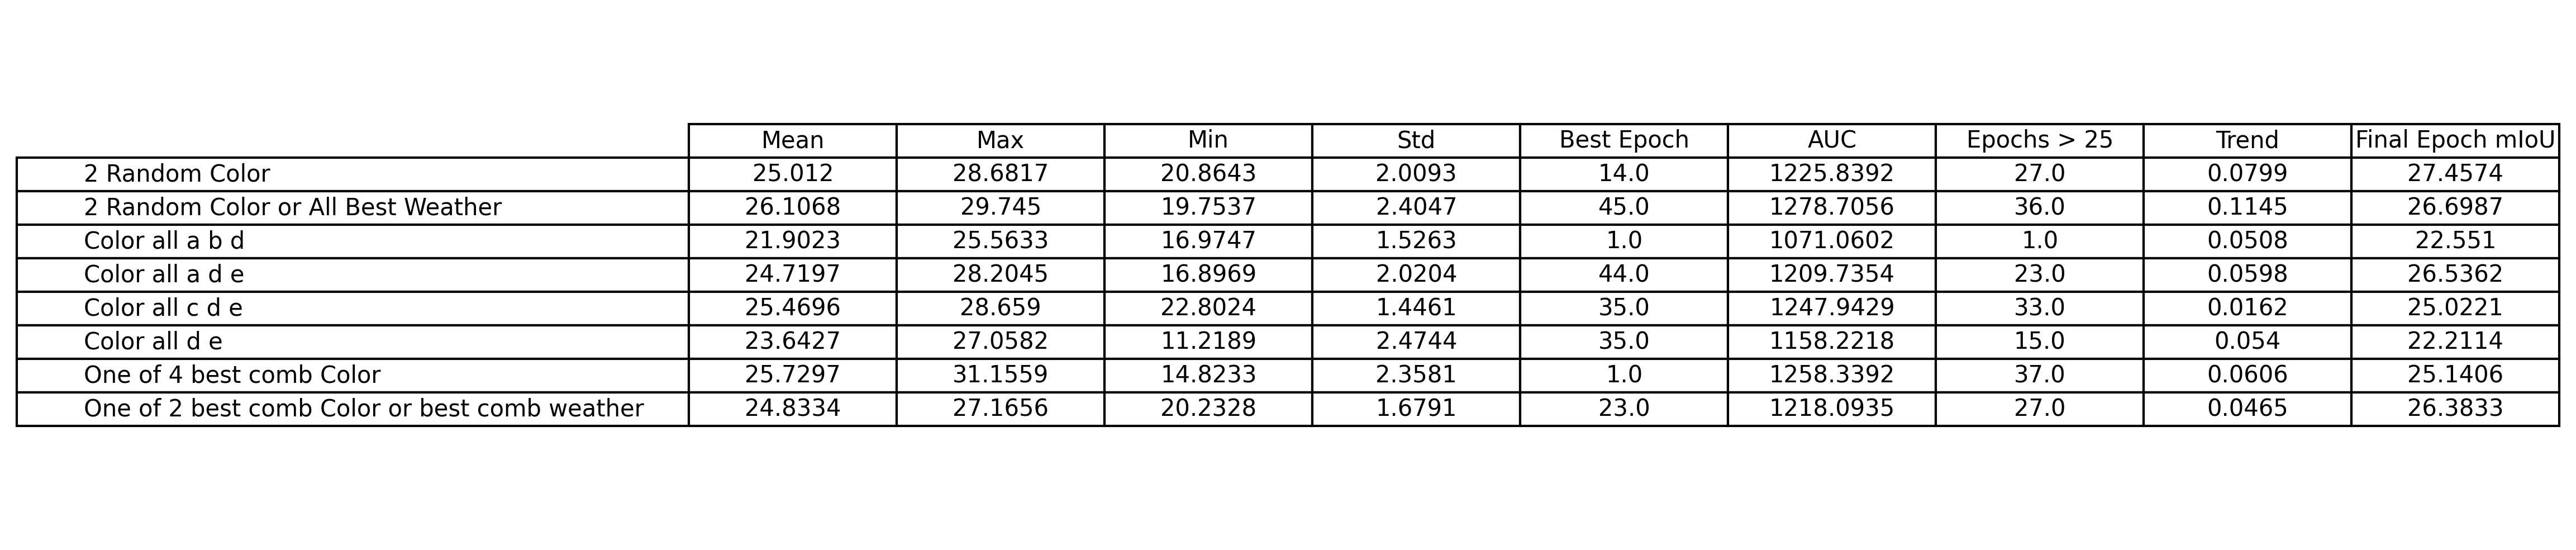 Mean Max Min Std Best Epoch AUC Epochs > 25 Trend Final Epoch mIoU
2 Random Color 25.012 28.6817 20.8643 2.0093 14.0 1225.8392 27.0 0.0799 27.4574
2 Random Color or All Best Weather 26.1068 29.745 19.7537 2.4047 45.0 1278.7056 36.0 0.1145 26.6987
Color all a b d 21.9023 25.5633 16.9747 1.5263 1.0 1071.0602 1.0 0.0508 22.551
Color all a d e 24.7197 28.2045 16.8969 2.0204 44.0 1209.7354 23.0 0.0598 26.5362
Color all c d e 25.4696 28.659 22.8024 1.4461 35.0 1247.9429 33.0 0.0162 25.0221
Color all d e 23.6427 27.0582 11.2189 2.4744 35.0 1158.2218 15.0 0.054 22.2114
One of 4 best comb Color 25.7297 31.1559 14.8233 2.3581 1.0 1258.3392 37.0 0.0606 25.1406
One of 2 best comb Color or best comb weather 24.8334 27.1656 20.2328 1.6791 23.0 1218.0935 27.0 0.0465 26.3833